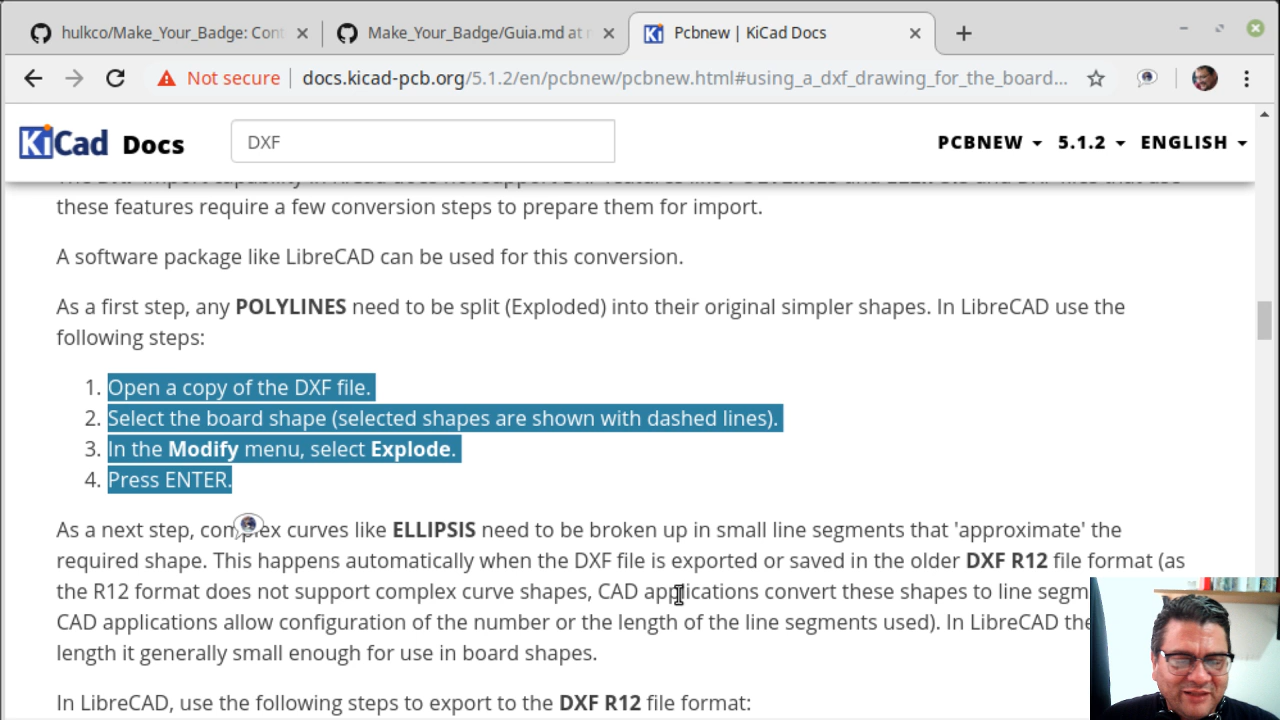 hulkco/Make_Your_Badge: Cont
Make_Your_Badge/Guia.md at
Pcbnew | KiCad Docs
Not secure
docs.kicad-pcb.org/5.1.2/en/pcbnew/pcbnew.html#using_a_dxf_drawing_for_the_board...
KiCad Docs
DXF
PCBNEW
5.1.2
ENGLISH
these features require a few conversion steps to prepare them for import.
A software package like LibreCAD can be used for this conversion.
As a first step, any POLYLINES need to be split (Exploded) into their original simpler shapes. In LibreCAD use the
following steps:
1. Open a copy of the DXF file.
2. Select the board shape (selected shapes are shown with dashed lines).
3. In the Modify menu, select Explode.
4. Press ENTER.
As a next step, complex curves like ELLIPSIS need to be broken up in small line segments that 'approximate' the
required shape. This happens automatically when the DXF file is exported or saved in the older DXF R12 file format (as
the R12 format does not support complex curve shapes, CAD applications convert these shapes to line segm
CAD applications allow configuration of the number or the length of the line segments used). In LibreCAD the
length it generally small enough for use in board shapes.
In LibreCAD, use the following steps to export to the DXF R12 file format: